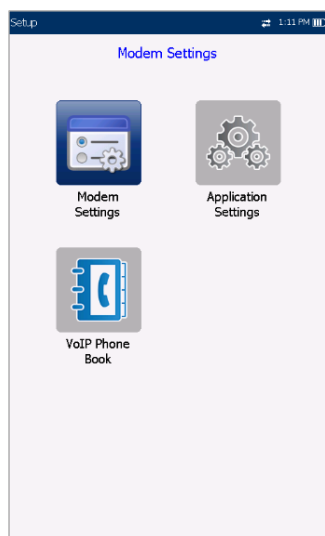 Setup
1:11 PM
Modem Settings
Modem
Settings
Application
Settings
VoIP Phone
Book